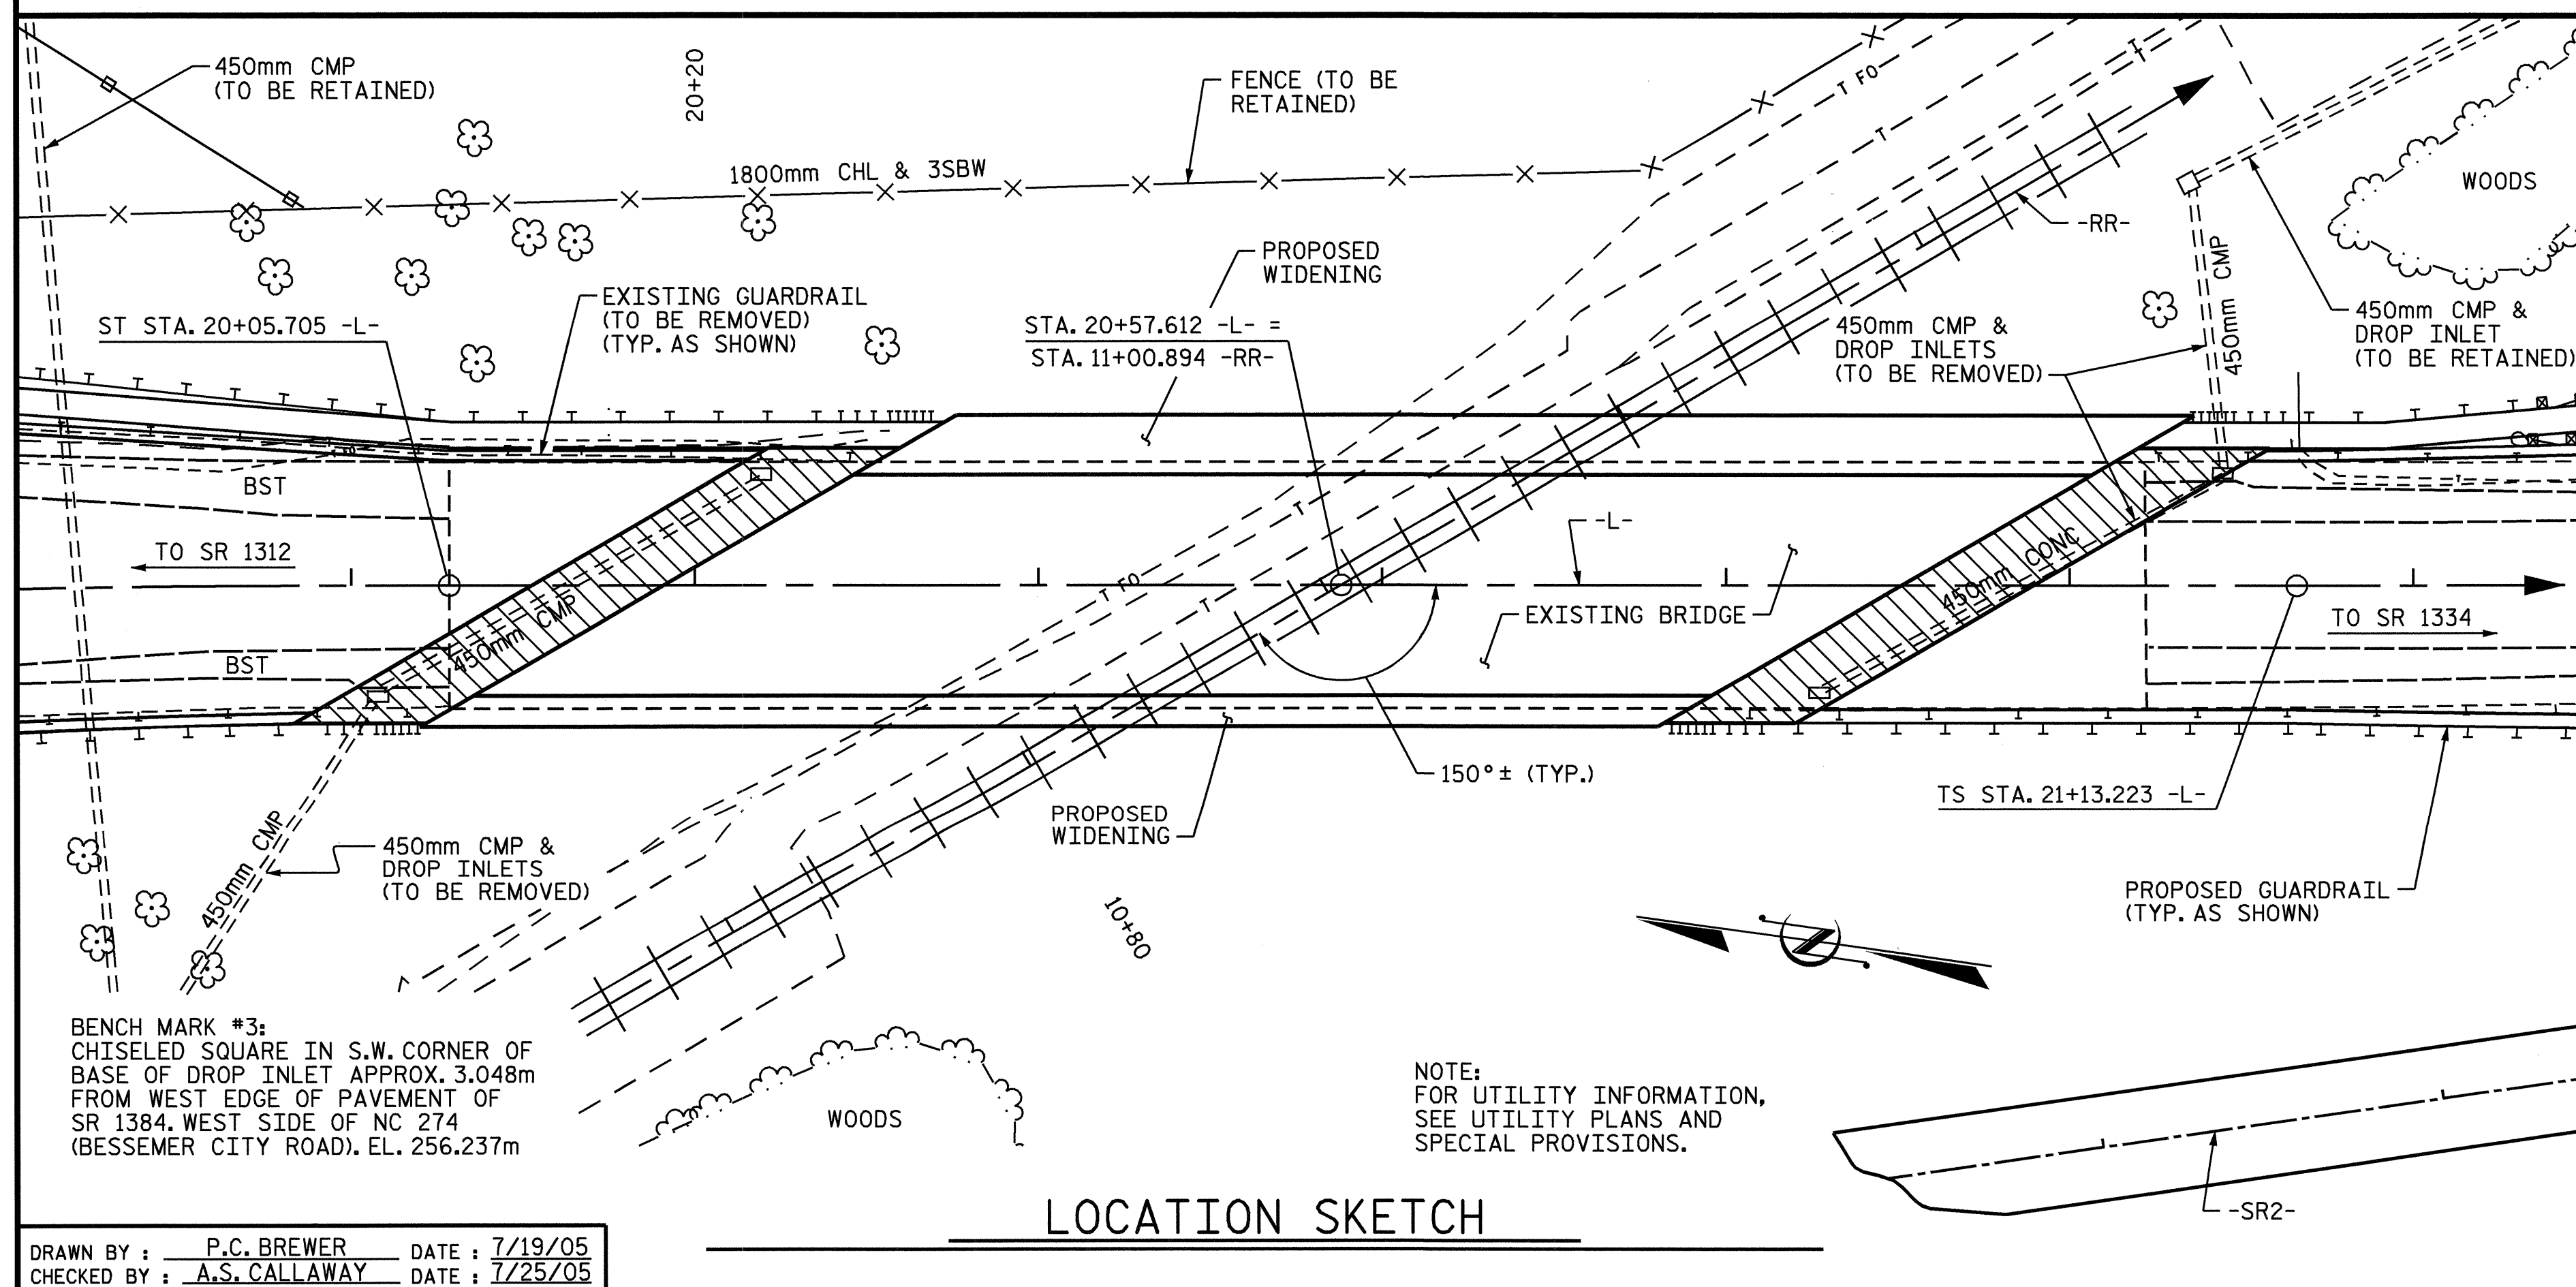 450mm CMP
(TO BE RETAINED)
20+20
FENCE (TO BE
RETAINED)
1800mm CHL & 3SBW
T FO
T
T
-RR-
WOODS
PROPOSED
WIDENING
EXISTING GUARDRAIL
(TO BE REMOVED)
(TYP. AS SHOWN)
ST STA. 20+05.705 -L-
STA. 20+57.612 -L- =
STA. 11+00.894 -RR-
450mm CMP &
DROP INLETS
(TO BE REMOVED)
450mm CMP
450mm CMP &
DROP INLET
(TO BE RETAINED)
BST
TO SR 1312
BST
450mm CMP
T
T FO
T
-L-
EXISTING BRIDGE
450mm CONC
TO SR 1334
150°± (TYP.)
TS STA. 21+13.223 -L-
PROPOSED
WIDENING
450mm CMP
450mm CMP &
DROP INLETS
(TO BE REMOVED)
10+80
PROPOSED GUARDRAIL
(TYP. AS SHOWN)
BENCH MARK #3:
CHISELED SQUARE IN S.W. CORNER OF
BASE OF DROP INLET APPROX. 3.048m
FROM WEST EDGE OF PAVEMENT OF
SR 1384. WEST SIDE OF NC 274
(BESSEMER CITY ROAD). EL. 256.237m
WOODS
NOTE:
FOR UTILITY INFORMATION,
SEE UTILITY PLANS AND
SPECIAL PROVISIONS.
-SR2-
LOCATION SKETCH
DRAWN BY : P.C. BREWER DATE : 7/19/05
CHECKED BY : A.S. CALLAWAY DATE : 7/25/05